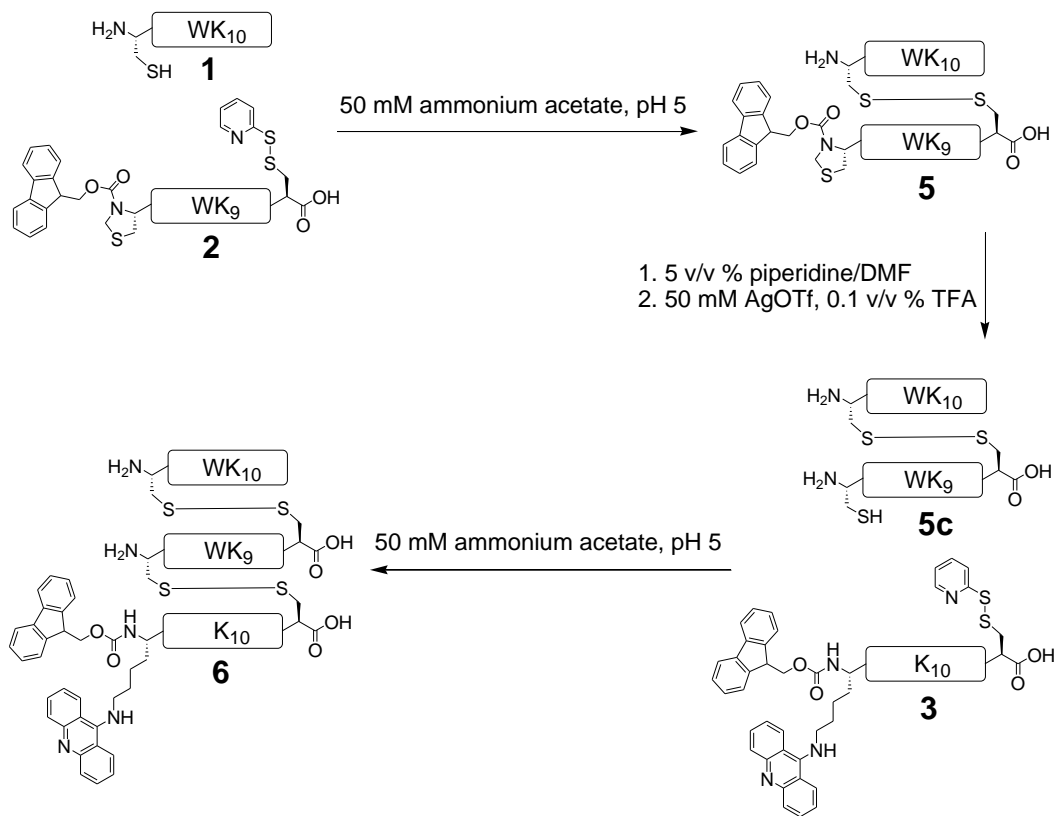 H₂N WK₁₀
SH
1
N
S
S
O
O
N
WK₉
OH
O
S
2
50 mM ammonium acetate, pH 5
H₂N WK₁₀
S S
O
O
N
WK₉
OH
O
S
5
1. 5 v/v % piperidine/DMF
2. 50 mM AgOTf, 0.1 v/v % TFA
H₂N WK₁₀
S S
H₂N WK₉
OH
O
SH
5c
50 mM ammonium acetate, pH 5
N
S
S
O
H
N
O
K₁₀
OH
O
3
NH
N
H₂N WK₁₀
S S
H₂N WK₉
OH
O
S S
O
H
N
O
K₁₀
OH
O
6
NH
N